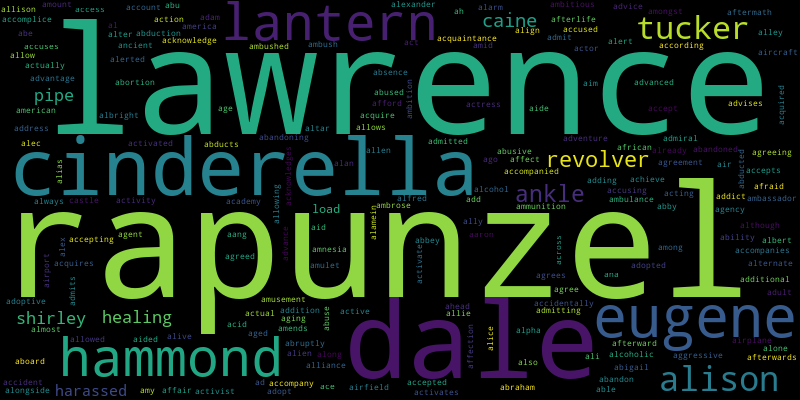 allison amount access account abu alexander ah alarm ambitious advice amongst aftermath
accomplice al action adam lantern caine afterlife tucker
abe alter abduction america acquaintance align accused alley
accuses ancient acknowledge ambushed ambush act amid admit actor alert according aircraft
allow lawrence
actually alerted absence aim advanced
advantage abortion abused ambition actress accept
pipe age afford aide advises acquired
american albright acquire
address altar allows adventure admiral abandoned
alec activated abducts abandoning admitted abusive african already agreeing
cinderella ago affect revolver agreement air abducted
alias acknowledges alan allen accompanied accepts
alcohol adding achieve acting addict afraid
always castle activity academy allowing alfred add ankle accusing ambulance abby agency ambassador
rapunzel
load ambrose ammunition although
accepting agent aang aid alamein abbey ally aaron across among ability albert
alex agreed amnesia activate accompanies
airport acquires advance amulet agrees ana adopted alternate
admits additional
adoptive amusement ahead agree adult
shirley healing actual addition abuse active allie accidentally admitting eugene
almost acid aging dale
allowed aided alive aged amends affection alice alpha afterward airplane
hammond abruptly alone
aboard alien along also ali alcoholic aggressive afterwards
accident alliance abigail alison
alongside harassed amy affair activist ad accompany ace airfield accepted abraham abandon able
adopt activates